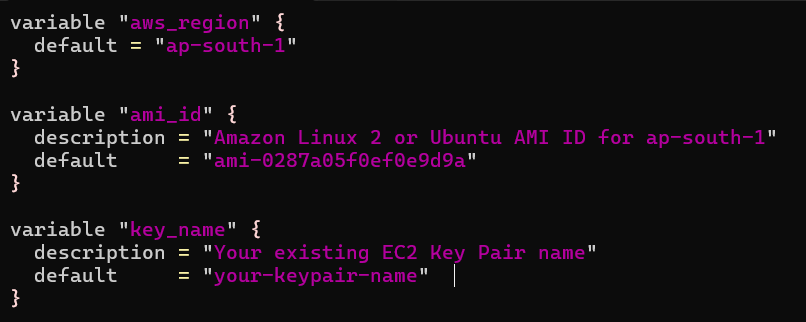 variable "aws_region" {
  default = "ap-south-1"
}

variable "ami_id" {
  description = "Amazon Linux 2 or Ubuntu AMI ID for ap-south-1"
  default     = "ami-0287a05f0ef0e9d9a"
}

variable "key_name" {
  description = "Your existing EC2 Key Pair name"
  default     = "your-keypair-name"
}